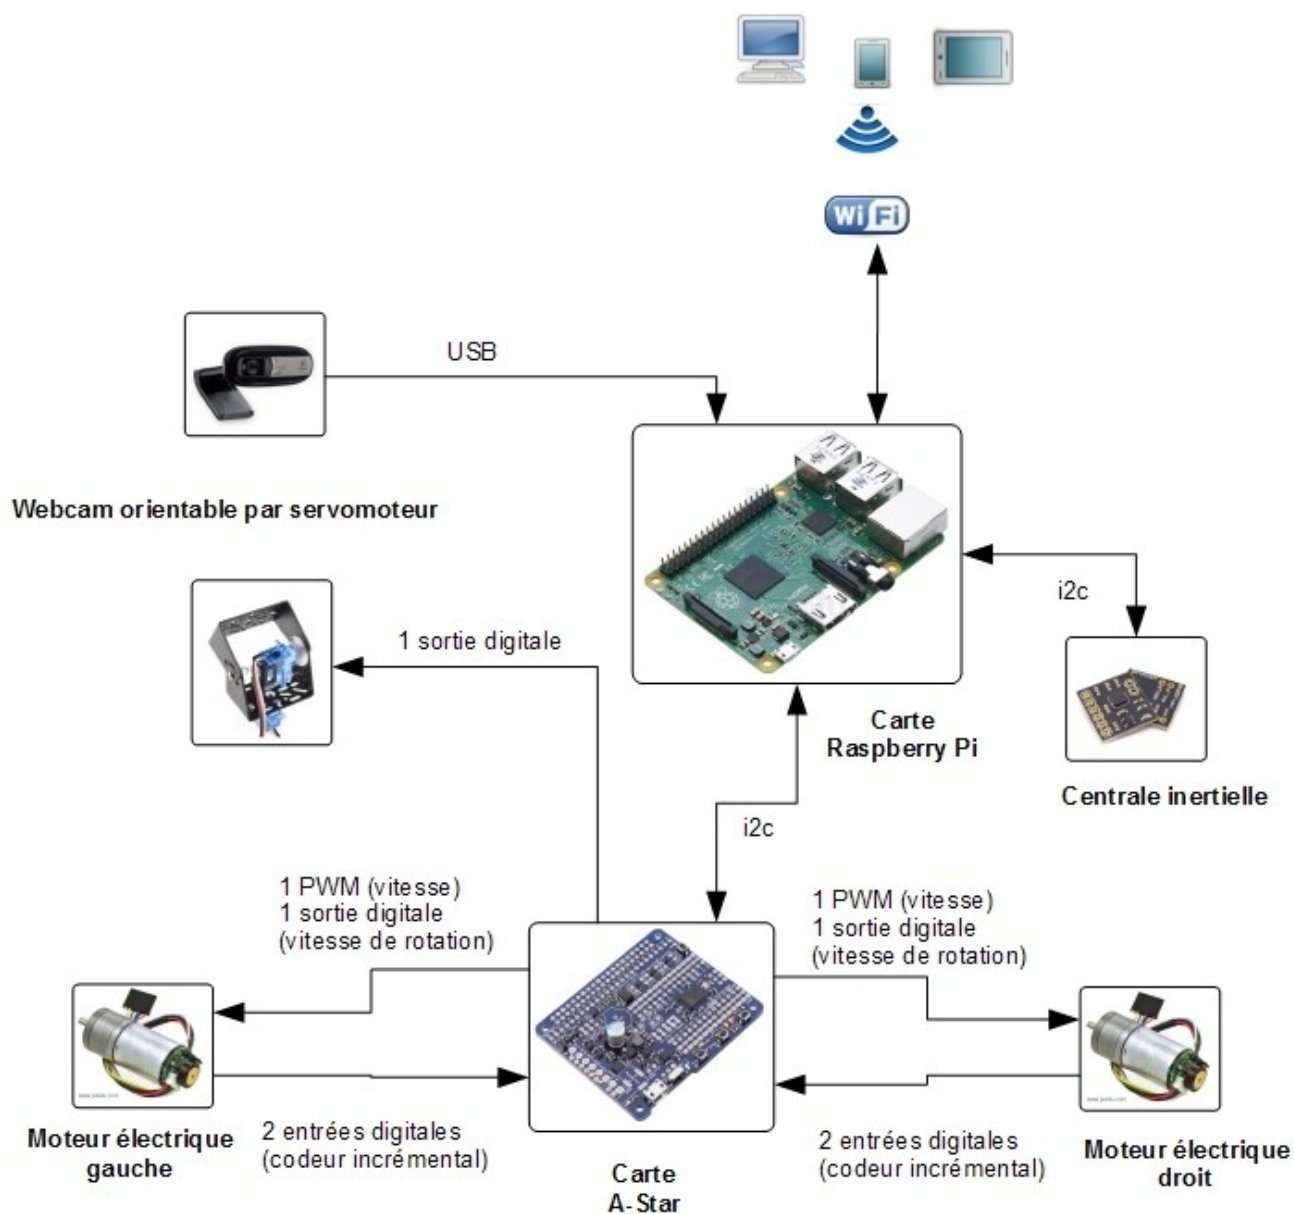 Wi Fi
USB
Webcam orientable par servomoteur
i2c
1 sortie digitale
Carte
Raspberry Pi
Centrale inertielle
i2c
1 PWM (vitesse)
1 sortie digitale
(vitesse de rotation)
1 PWM (vitesse)
1 sortie digitale
(vitesse de rotation)
Moteur électrique
gauche
2 entrées digitales
(codeur incrémental)
Carte
A-Star
2 entrées digitales
(codeur incrémental)
Moteur électrique
droit